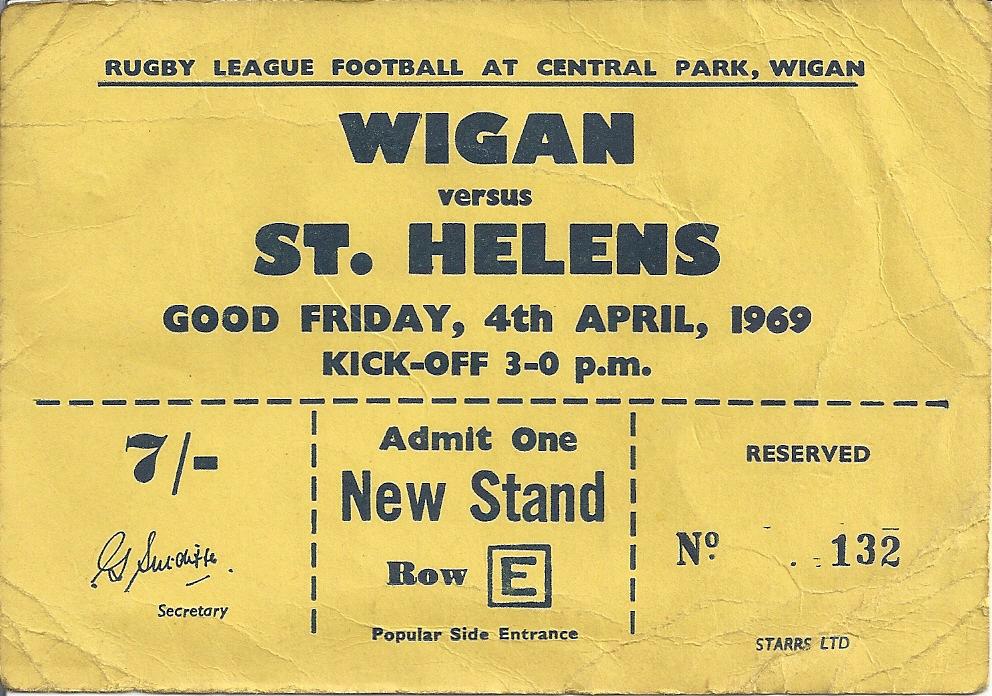 RUGBY LEAGUE FOOTBALL AT CENTRAL PARK, WIGAN
WIGAN
versus
ST. HELENS
GOOD FRIDAY, 4th APRIL, 1969
KICK-OFF 3-0 p.m.
7/-
G Sutcliffe.
Secretary
Admit One
New Stand
Row E
Popular Side Entrance
RESERVED
Nº 132
STARRS LTD